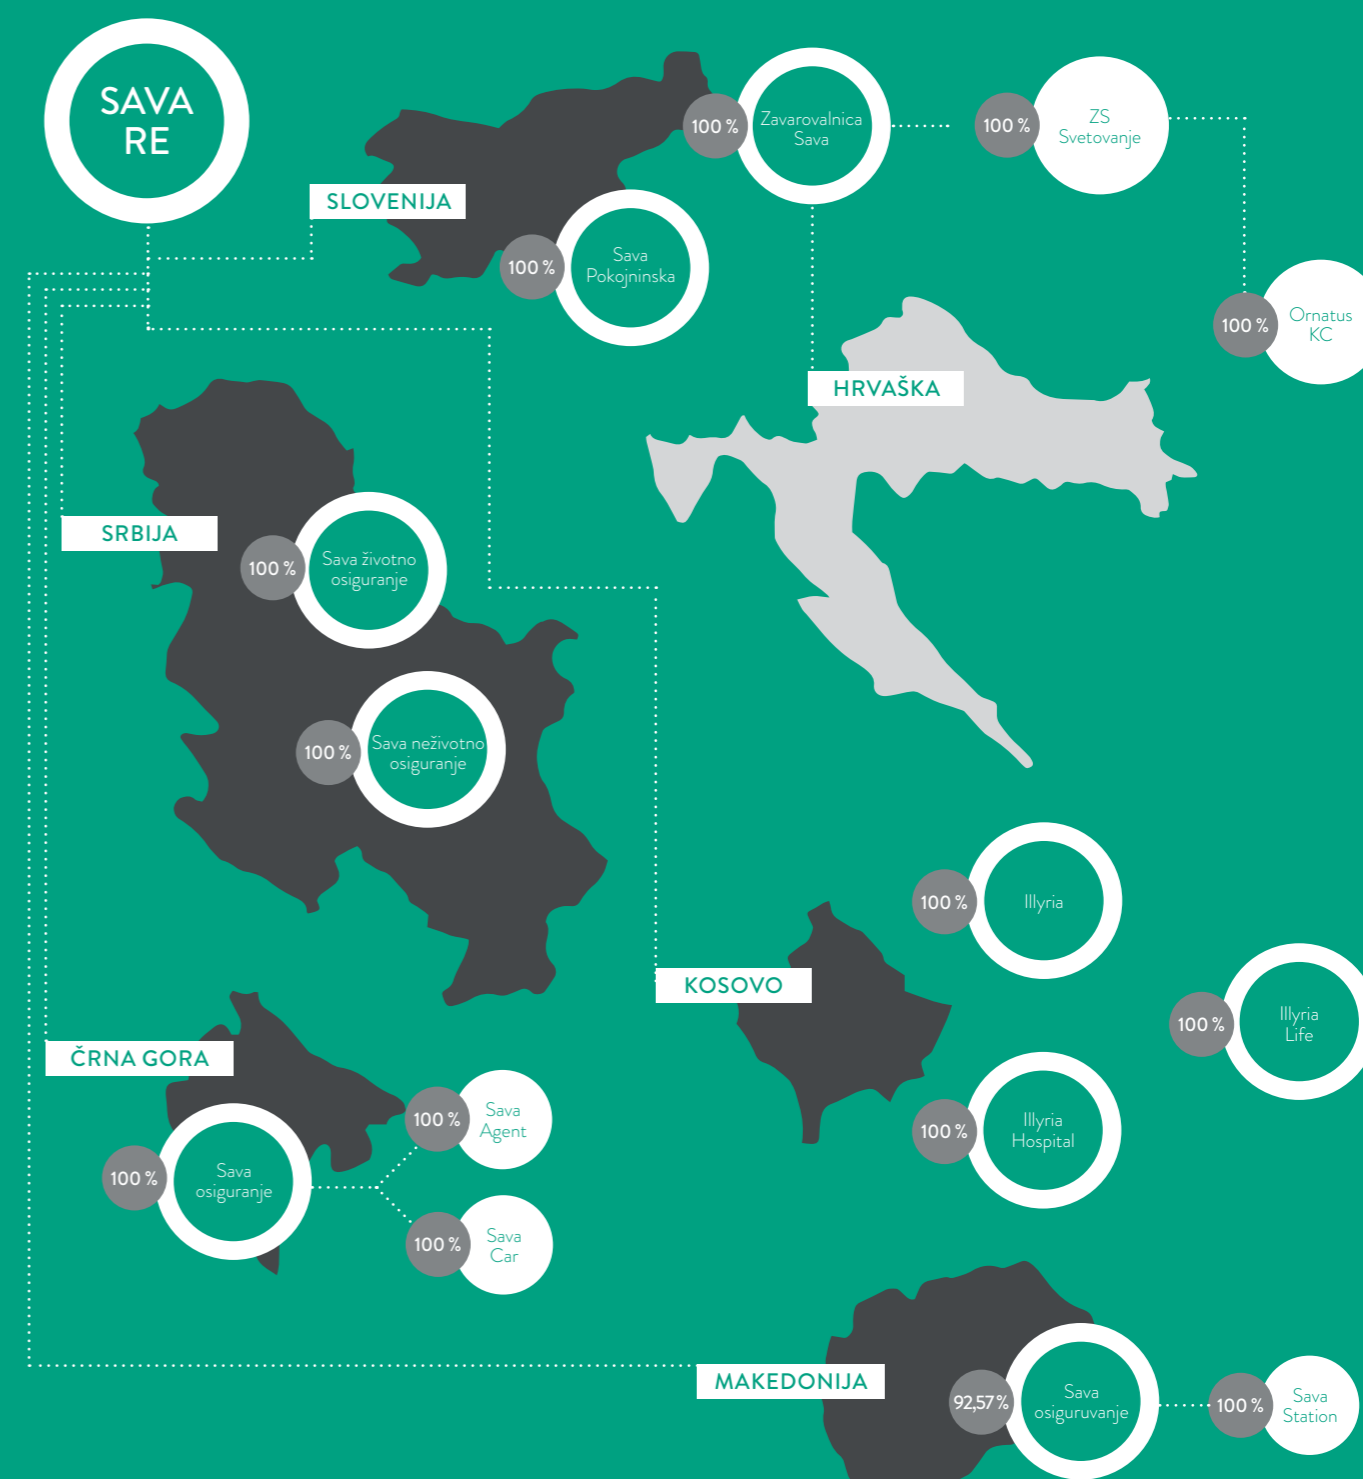 SAVA
RE
SLOVENIJA
100 %
Zavarovalnica
Sava
100 %
ZS
Svetovanje
100 %
Sava
Pokojninska
100 %
Ornatus
KC
HRVAŠKA
SRBIJA
100 %
Sava životno
osiguranje
100 %
Sava neživotno
osiguranje
100 %
Illyria
KOSOVO
100 %
Illyria
Life
100 %
Illyria
Hospital
ČRNA GORA
100 %
Sava
osiguranje
100 %
Sava
Agent
100 %
Sava
Car
MAKEDONIJA
92,57 %
Sava
osiguruvanje
100 %
Sava
Station